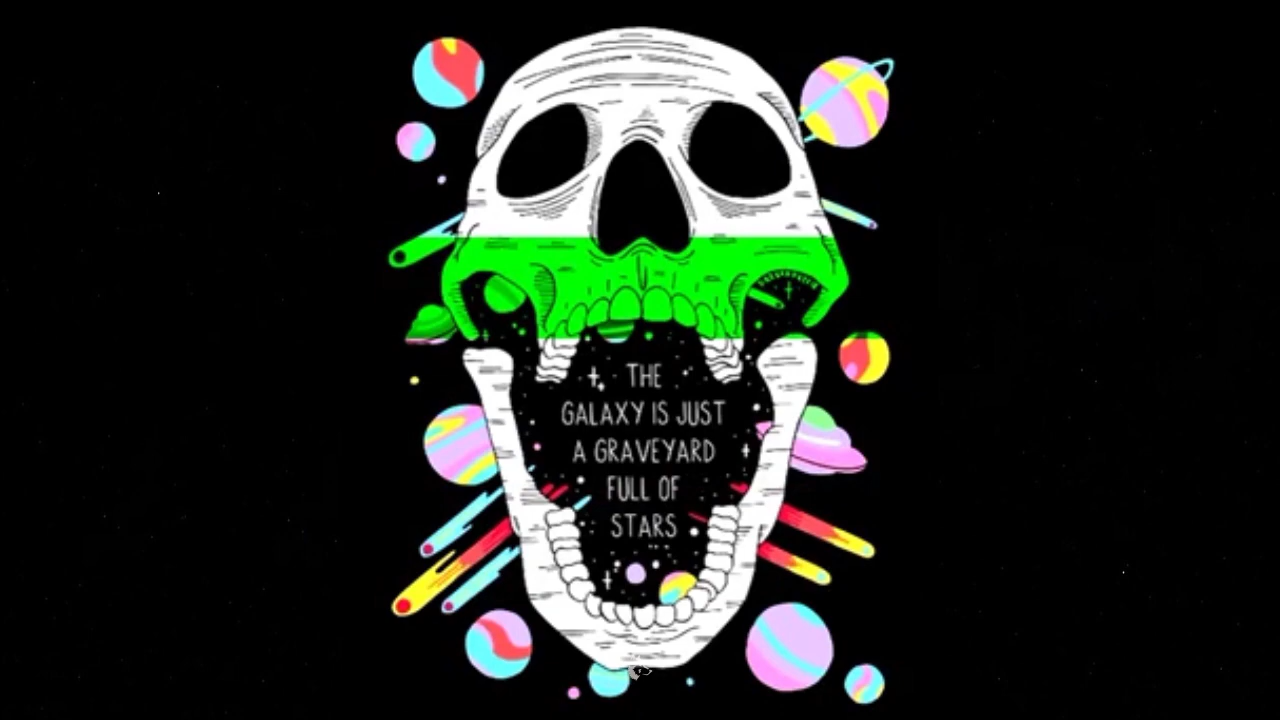 THE
GALAXY IS JUST
A GRAVEYARD
FULL OF
STARS